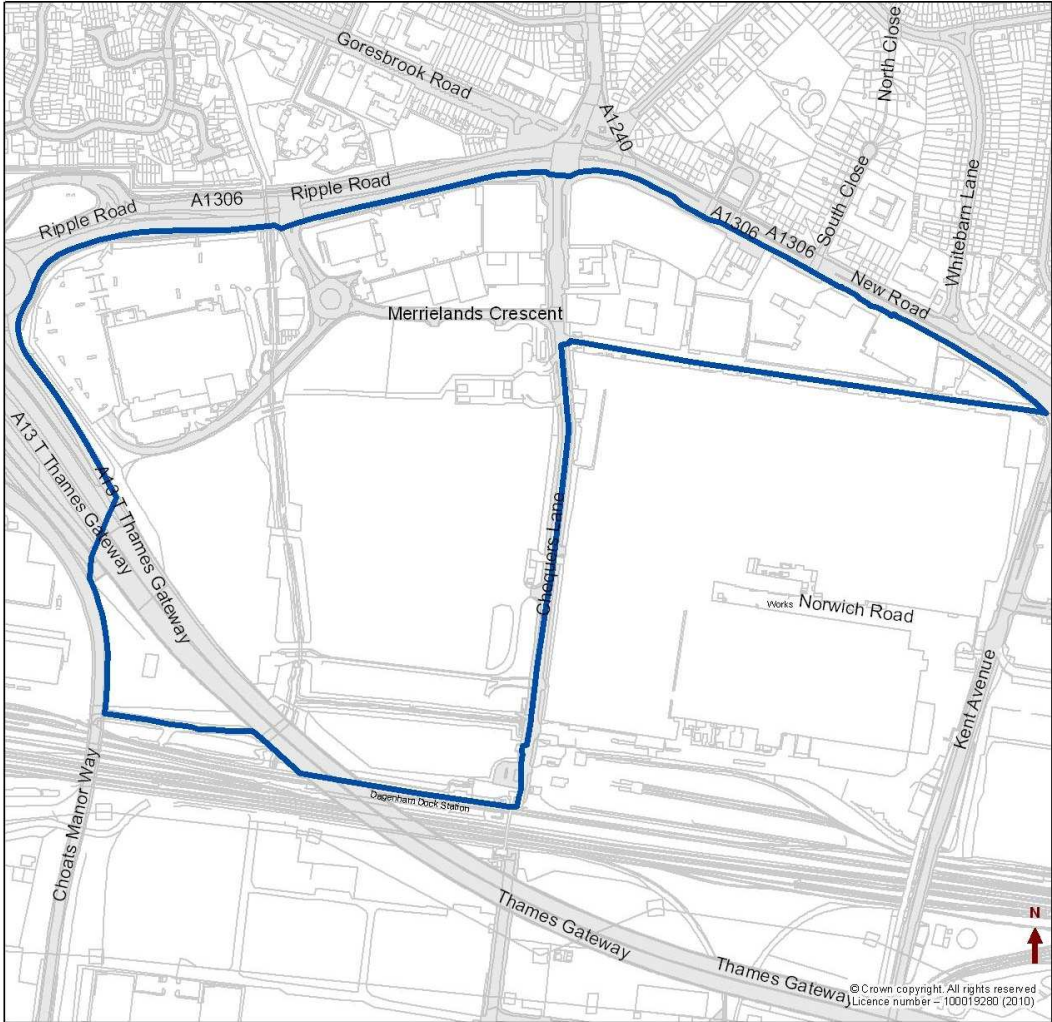 Goresbrook Road
North Close
A1240
South Close
Whitebarn Lane
Ripple Road
A1306
Ripple Road
A1306
A1306
New Road
Merrielands Crescent
A13 T Thames Gateway
A13 T Thames Gateway
Chequers Lane
Works
Norwich Road
Kent Avenue
Choats Manor Way
Dagenham Dock Station
Thames Gateway
Thames Gateway
N
© Crown copyright. All rights reserved
Licence number – 100019280 (2010)